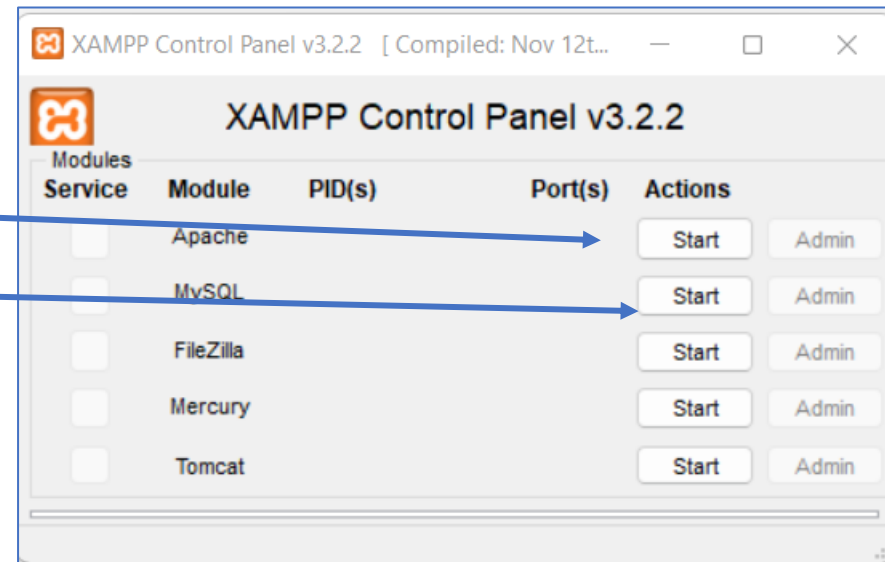 XAMPP Control Panel v3.2.2 [ Compiled: Nov 12t...
XAMPP Control Panel v3.2.2
Modules
Service Module PID(s) Port(s) Actions
Apache Start Admin
MySQL Start Admin
FileZilla Start Admin
Mercury Start Admin
Tomcat Start Admin